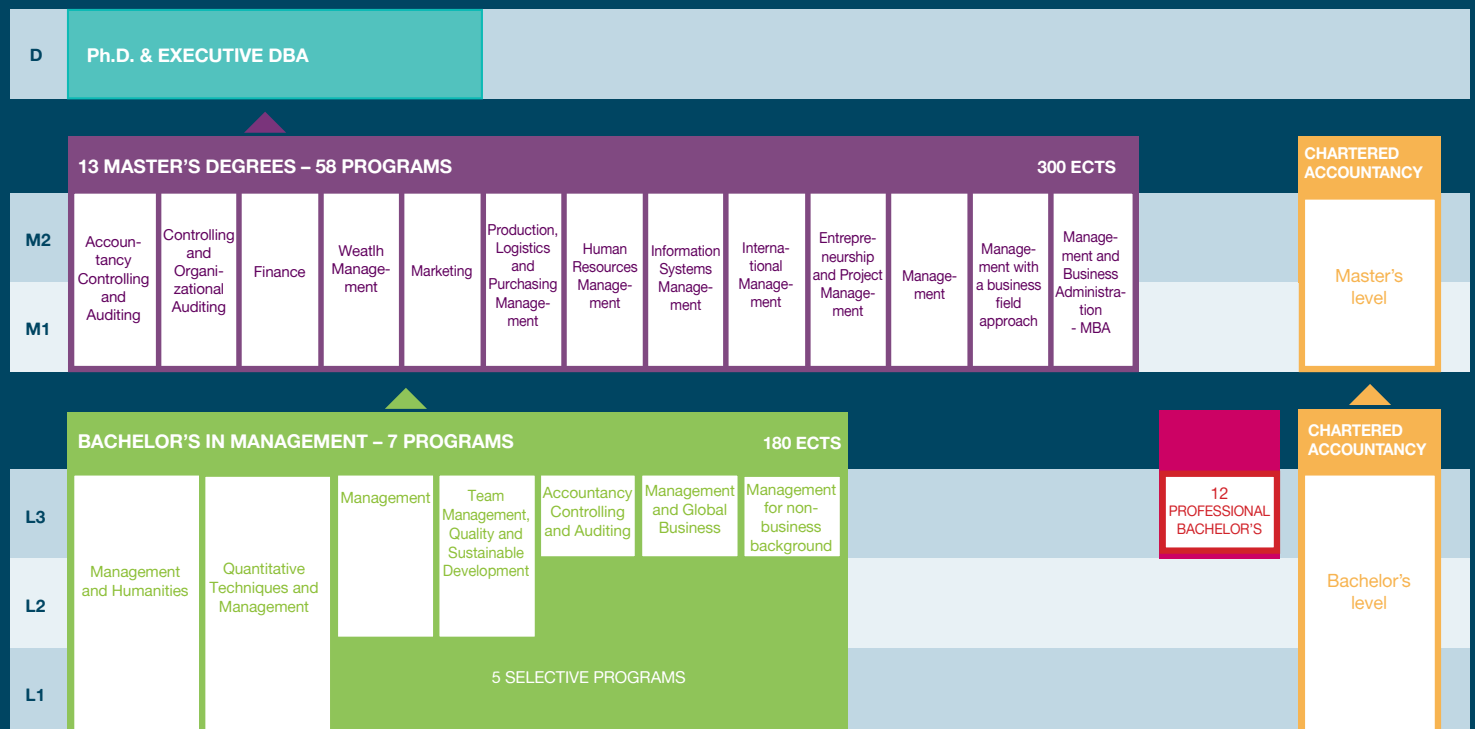 D
Ph.D. & EXECUTIVE DBA
13 MASTER'S DEGREES – 58 PROGRAMS
300 ECTS
CHARTERED
ACCOUNTANCY
M2
M1
Accoun-
tancy
Controlling
and
Auditing
Controlling
and
Organi-
zational
Auditing
Finance
Weatlh
Manage-
ment
Marketing
Production,
Logistics
and
Purchasing
Manage-
ment
Human
Resources
Manage-
ment
Information
Systems
Manage-
ment
Interna-
tional
Manage-
ment
Entrepre-
neurship
and Project
Manage-
ment
Manage-
ment
Manage-
ment with
a business
field
approach
Manage-
ment and
Business
Administra-
tion
- MBA
Master's
level
BACHELOR'S IN MANAGEMENT – 7 PROGRAMS
180 ECTS
CHARTERED
ACCOUNTANCY
L3
L2
L1
Management
and Humanities
Quantitative
Techniques and
Management
Management
Team
Management,
Quality and
Sustainable
Development
Accountancy
Controlling
and Auditing
Management
and Global
Business
Management
for non-
business
background
5 SELECTIVE PROGRAMS
12
PROFESSIONAL
BACHELOR'S
Bachelor's
level